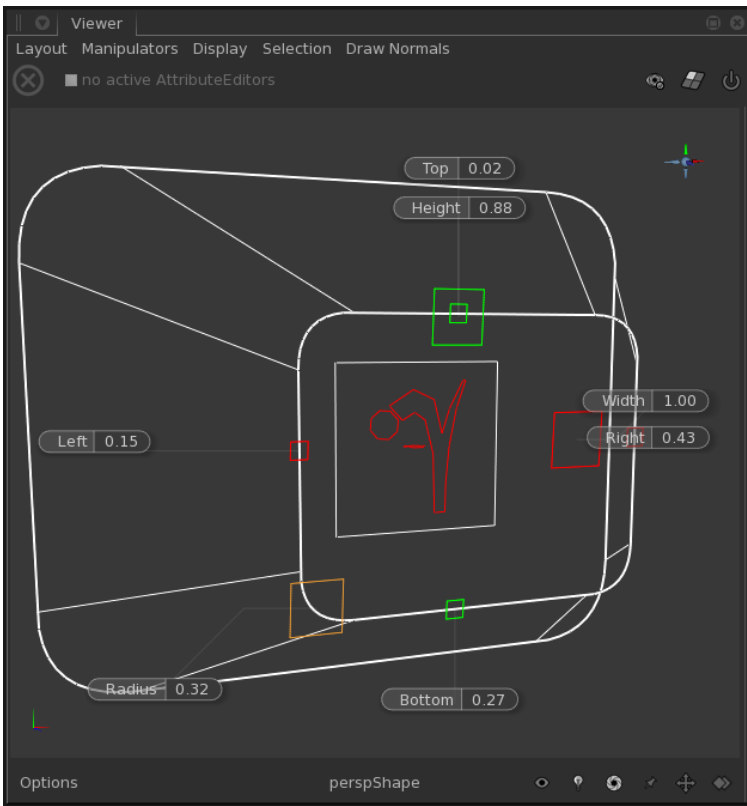 Viewer
Layout Manipulators Display Selection Draw Normals
no active AttributeEditors
Top 0.02
Height 0.88
Width 1.00
Left 0.15
Right 0.43
Radius 0.32
Bottom 0.27
Options perspShape